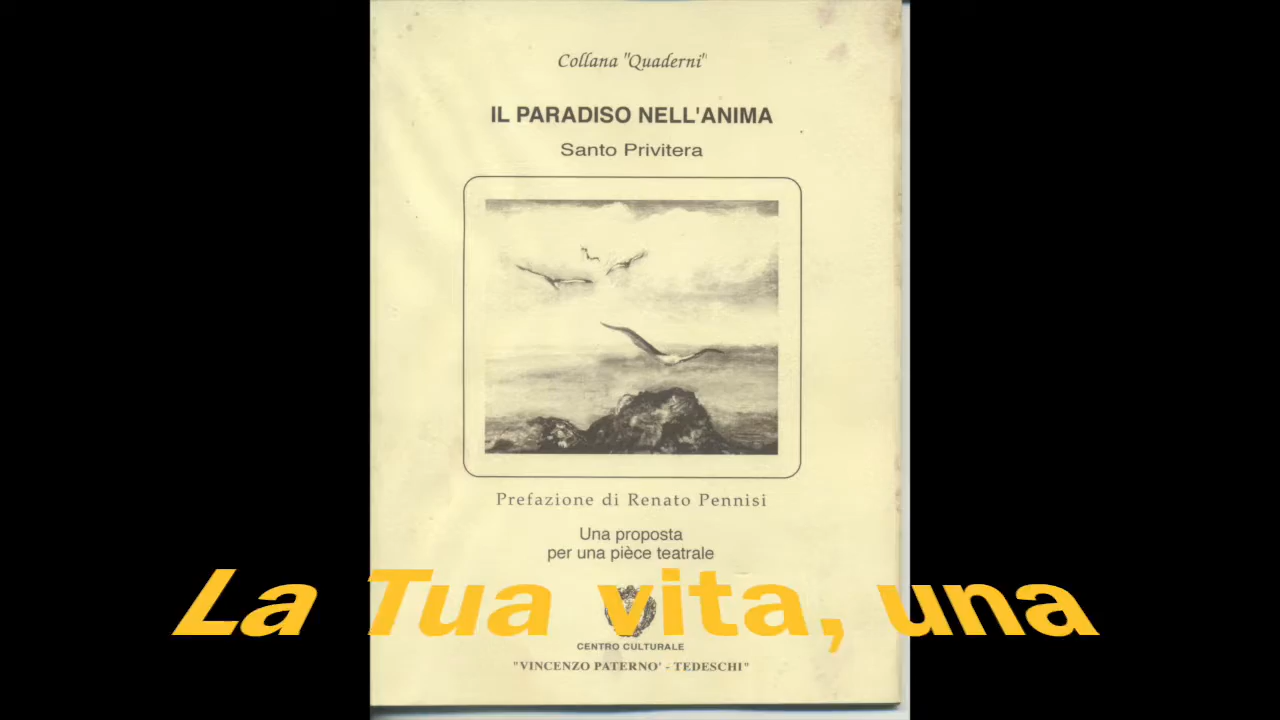 Collana "Quaderni"
IL PARADISO NELL'ANIMA
Santo Privitera
Prefazione di Renato Pennisi
Una proposta
per una pièce teatrale
La Tua vita, una
CENTRO CULTURALE
"VINCENZO PATERNO' - TEDESCHI"